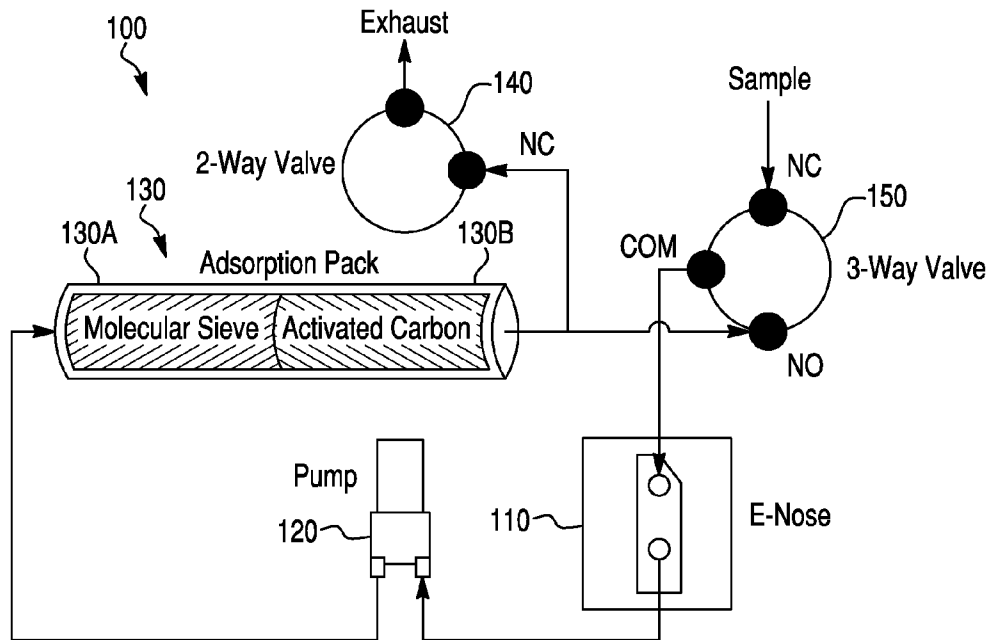 100
Exhaust
140
2-Way Valve
NC
Sample
NC
150
COM
3-Way Valve
NO
130
130A
130B
Adsorption Pack
Molecular Sieve
Activated Carbon
Pump
120
110
E-Nose